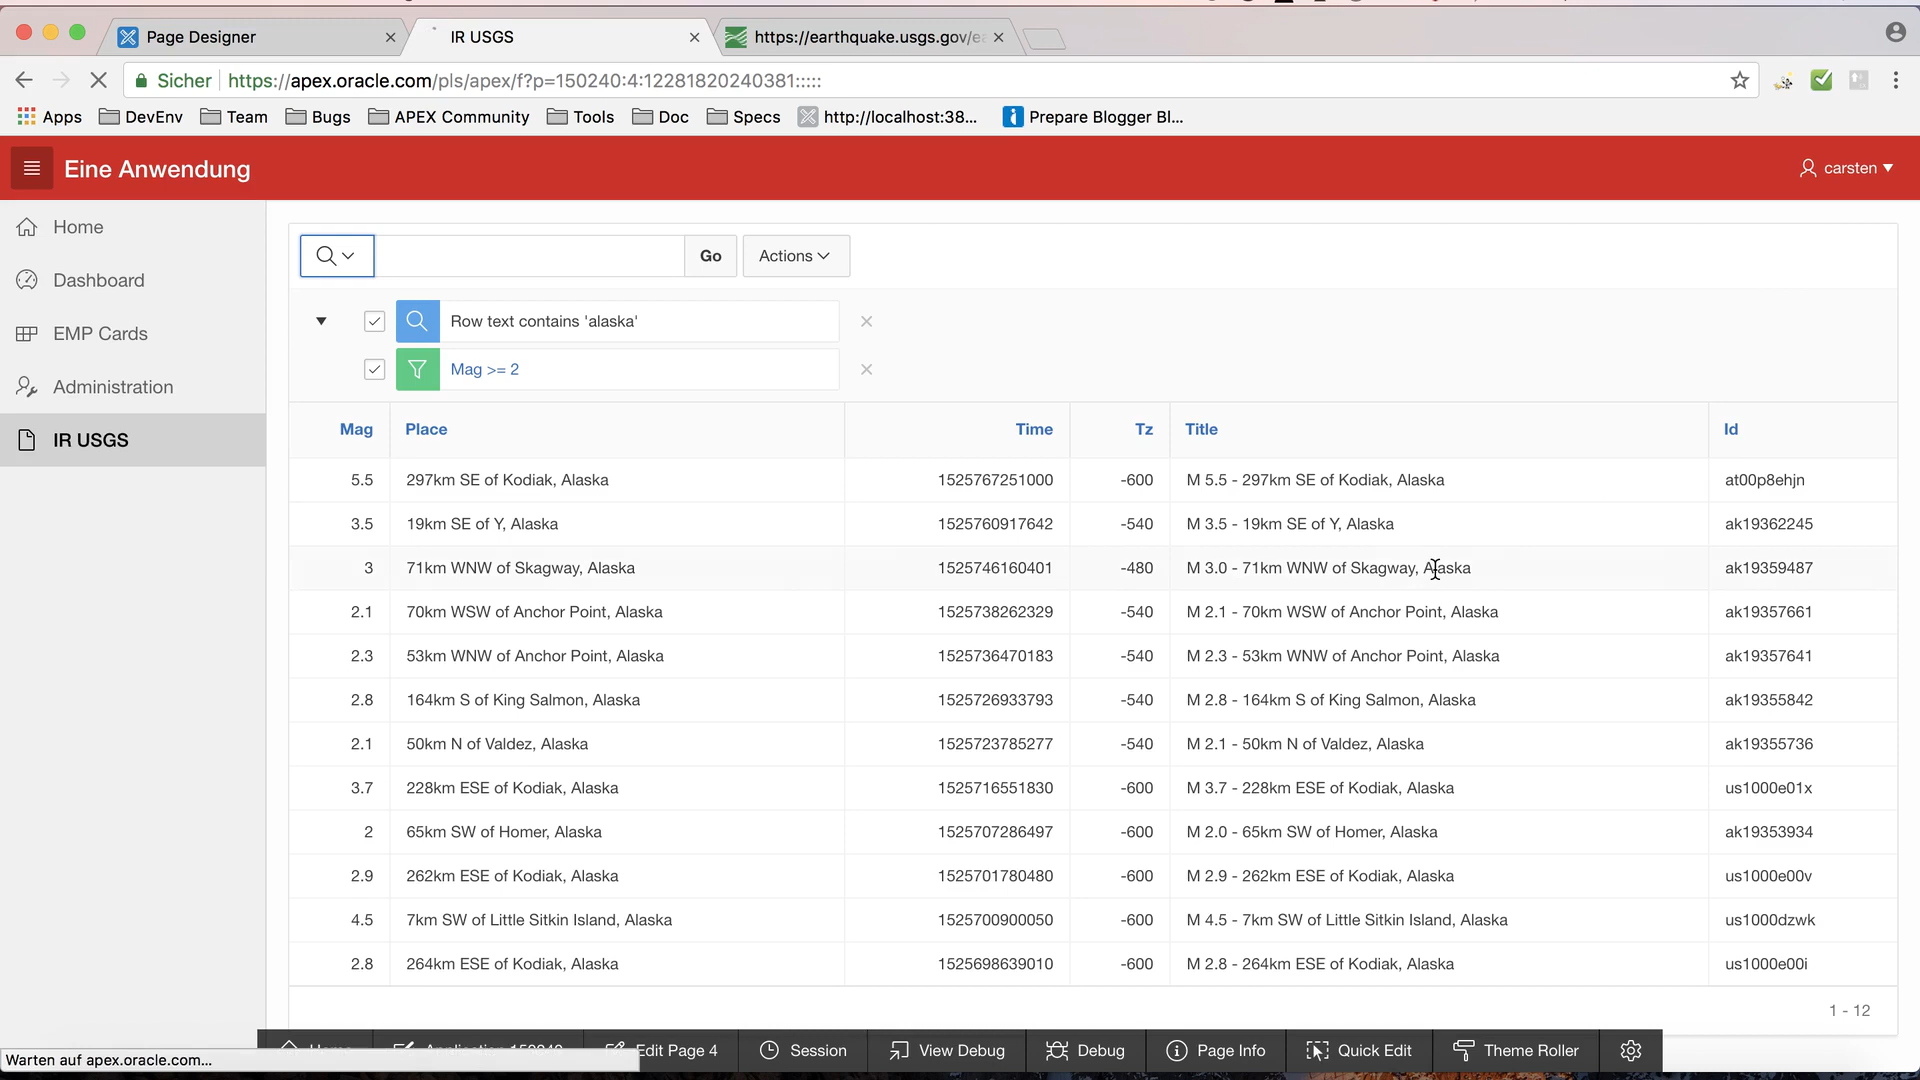 Page Designer
IR USGS
https://earthquake.usgs.gov/ea
Sicher https://apex.oracle.com/pls/apex/f?p=150240:4:12281820240381:::::
Apps DevEnv Team Bugs APEX Community Tools Doc Specs http://localhost:38... Prepare Blogger Bl...
Eine Anwendung
carsten
Home
Dashboard
EMP Cards
Administration
IR USGS
Go Actions
Row text contains 'alaska'
Mag >= 2
Mag Place Time Tz Title Id
5.5 297km SE of Kodiak, Alaska 1525767251000 -600 M 5.5 - 297km SE of Kodiak, Alaska at00p8ehjn
3.5 19km SE of Y, Alaska 1525760917642 -540 M 3.5 - 19km SE of Y, Alaska ak19362245
3 71km WNW of Skagway, Alaska 1525746160401 -480 M 3.0 - 71km WNW of Skagway, Alaska ak19359487
2.1 70km WSW of Anchor Point, Alaska 1525738262329 -540 M 2.1 - 70km WSW of Anchor Point, Alaska ak19357661
2.3 53km WNW of Anchor Point, Alaska 1525736470183 -540 M 2.3 - 53km WNW of Anchor Point, Alaska ak19357641
2.8 164km S of King Salmon, Alaska 1525726933793 -540 M 2.8 - 164km S of King Salmon, Alaska ak19355842
2.1 50km N of Valdez, Alaska 1525723785277 -540 M 2.1 - 50km N of Valdez, Alaska ak19355736
3.7 228km ESE of Kodiak, Alaska 1525716551830 -600 M 3.7 - 228km ESE of Kodiak, Alaska us1000e01x
2 65km SW of Homer, Alaska 1525707286497 -600 M 2.0 - 65km SW of Homer, Alaska ak19353934
2.9 262km ESE of Kodiak, Alaska 1525701780480 -600 M 2.9 - 262km ESE of Kodiak, Alaska us1000e00v
4.5 7km SW of Little Sitkin Island, Alaska 1525700900050 -600 M 4.5 - 7km SW of Little Sitkin Island, Alaska us1000dzwk
2.8 264km ESE of Kodiak, Alaska 1525698639010 -600 M 2.8 - 264km ESE of Kodiak, Alaska us1000e00i
1 - 12
Home Application 150240 Edit Page 4 Session View Debug Debug Page Info Quick Edit Theme Roller
Warten auf apex.oracle.com...